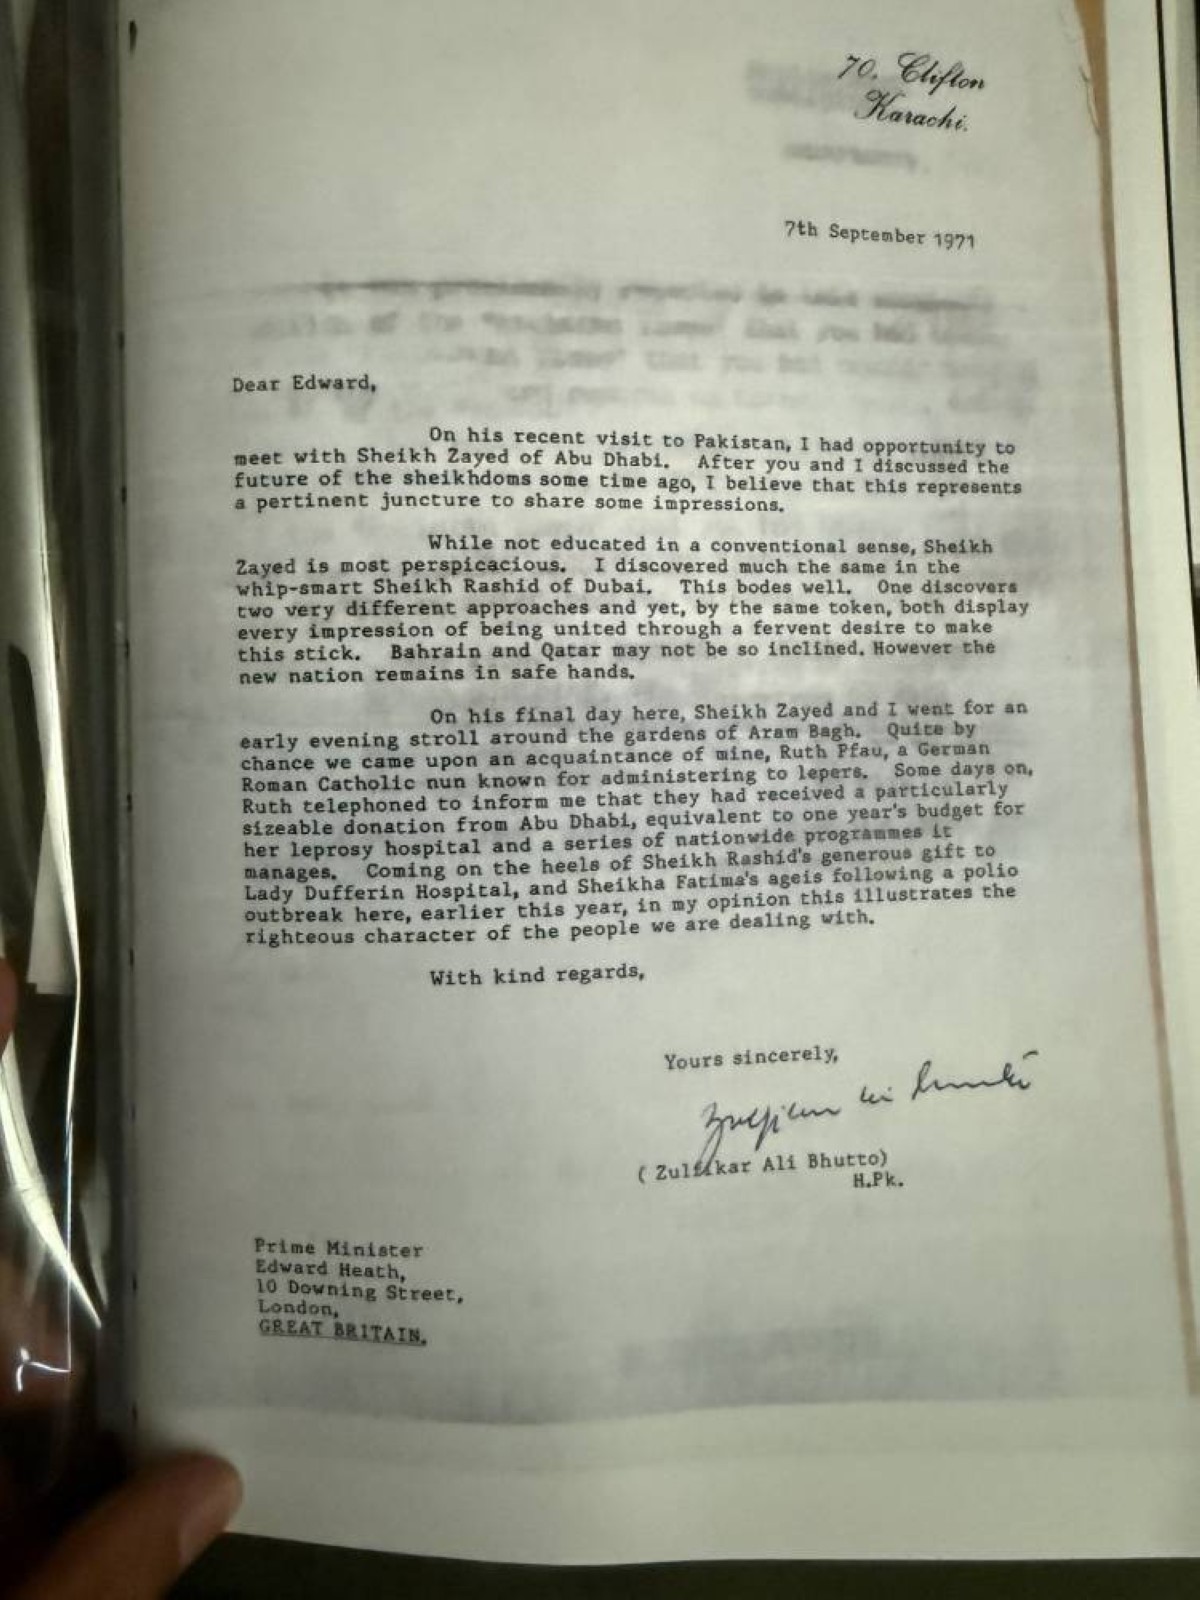 70, Clifton
Karachi.
7th September 1971
Dear Edward,
On his recent visit to Pakistan, I had opportunity to
meet with Sheikh Zayed of Abu Dhabi. After you and I discussed the
future of the sheikhdoms some time ago, I believe that this represents
a pertinent juncture to share some impressions.
While not educated in a conventional sense, Sheikh
Zayed is most perspicacious. I discovered much the same in the
whip-smart Sheikh Rashid of Dubai. This bodes well. One discovers
two very different approaches and yet, by the same token, both display
every impression of being united through a fervent desire to make
this stick. Bahrain and Qatar may not be so inclined. However the
new nation remains in safe hands.
On his final day here, Sheikh Zayed and I went for an
early evening stroll around the gardens of Aram Bagh. Quite by
chance we came upon an acquaintance of mine, Ruth Pfau, a German
Roman Catholic nun known for administering to lepers. Some days on,
Ruth telephoned to inform me that they had received a particularly
sizeable donation from Abu Dhabi, equivalent to one year's budget for
her leprosy hospital and a series of nationwide programmes it
manages. Coming on the heels of Sheikh Rashid's generous gift to
Lady Dufferin Hospital, and Sheikha Fatima's ageis following a polio
outbreak here, earlier this year, in my opinion this illustrates the
righteous character of the people we are dealing with.
With kind regards,
Yours sincerely,
Zulfikar Ali Bhutto
( Zulfikar Ali Bhutto)
H.Pk.
Prime Minister
Edward Heath,
10 Downing Street,
London,
GREAT BRITAIN.